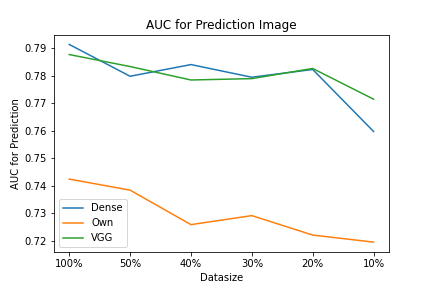 AUC for Prediction Image
AUC for Prediction
0.79
0.78
0.77
0.76
0.75
0.74
0.73
0.72
Dense
Own
VGG
100%
50%
40%
30%
20%
10%
Datasize